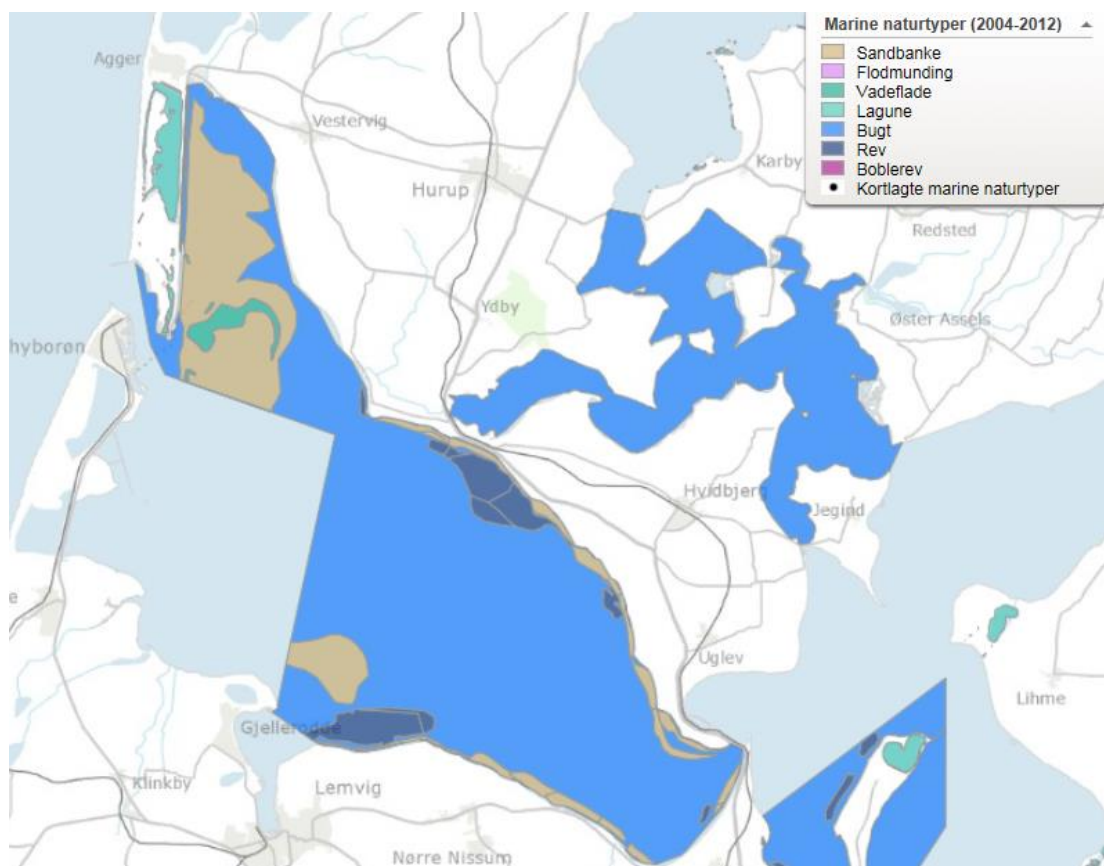 Marine naturtyper (2004-2012)
Sandbanke
Flodmunding
Vadeflade
Lagune
Bugt
Rev
Boblerev
Kortlagte marine naturtyper
Agger
Vestervig
Hurup
Karby
Redsted
Ydby
Øster Assels
hyborøn
Hvidbjerg
Jegind
e
Uglev
Lihme
Gjellerodde
Klinkby
Lemvig
Nørre Nissum